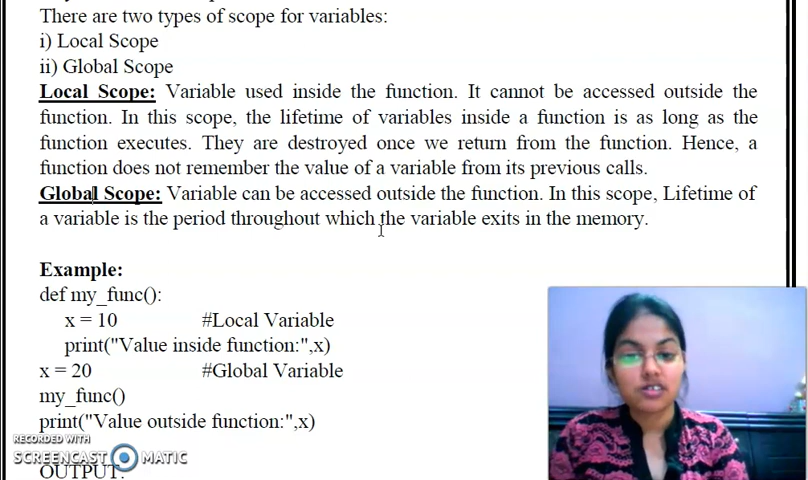 There are two types of scope for variables:
i) Local Scope
ii) Global Scope
Local Scope: Variable used inside the function. It cannot be accessed outside the
function. In this scope, the lifetime of variables inside a function is as long as the
function executes. They are destroyed once we return from the function. Hence, a
function does not remember the value of a variable from its previous calls.
Global Scope: Variable can be accessed outside the function. In this scope, Lifetime of
a variable is the period throughout which the variable exits in the memory.
Example:
def my_func():
x = 10 #Local Variable
print("Value inside function:",x)
x = 20 #Global Variable
my_func()
print("Value outside function:",x)
RECORDED WITH
SCREENCAST MATIC
OUTPUT: